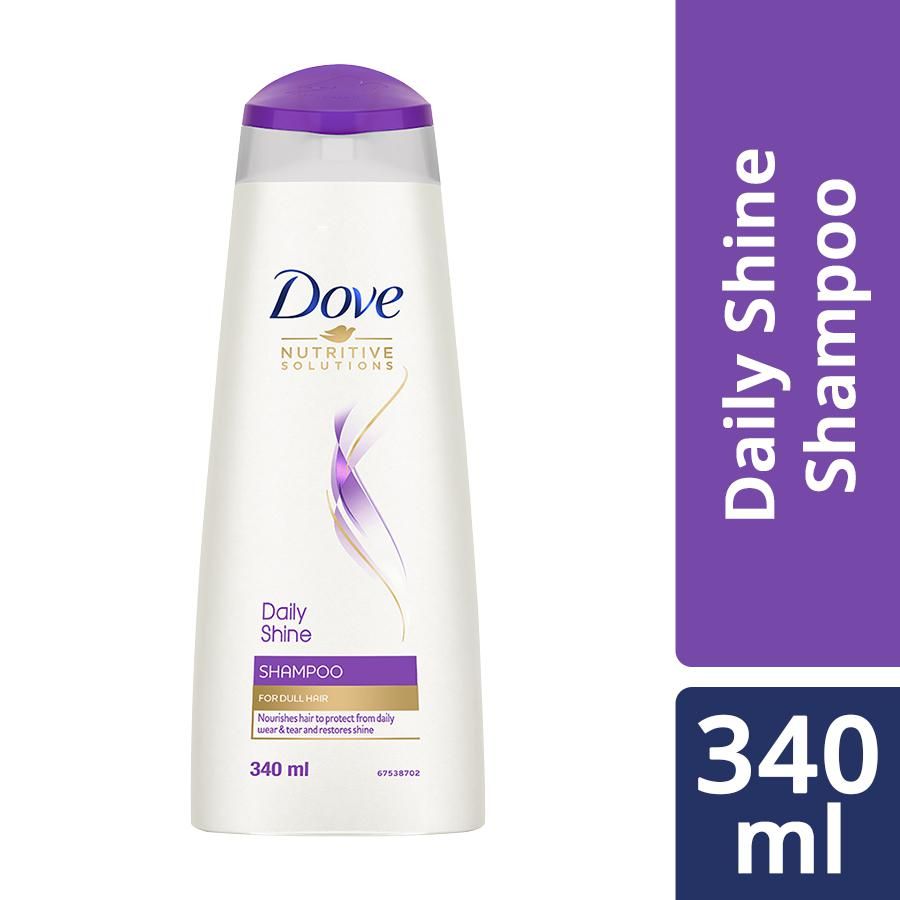 Dove
NUTRITIVE
SOLUTIONS
Daily
Shine
SHAMPOO
FOR DULL HAIR
Nourishes hair to protect from daily
wear & tear and restores shine
340 ml
67538702
Daily Shine
Shampoo
340
ml